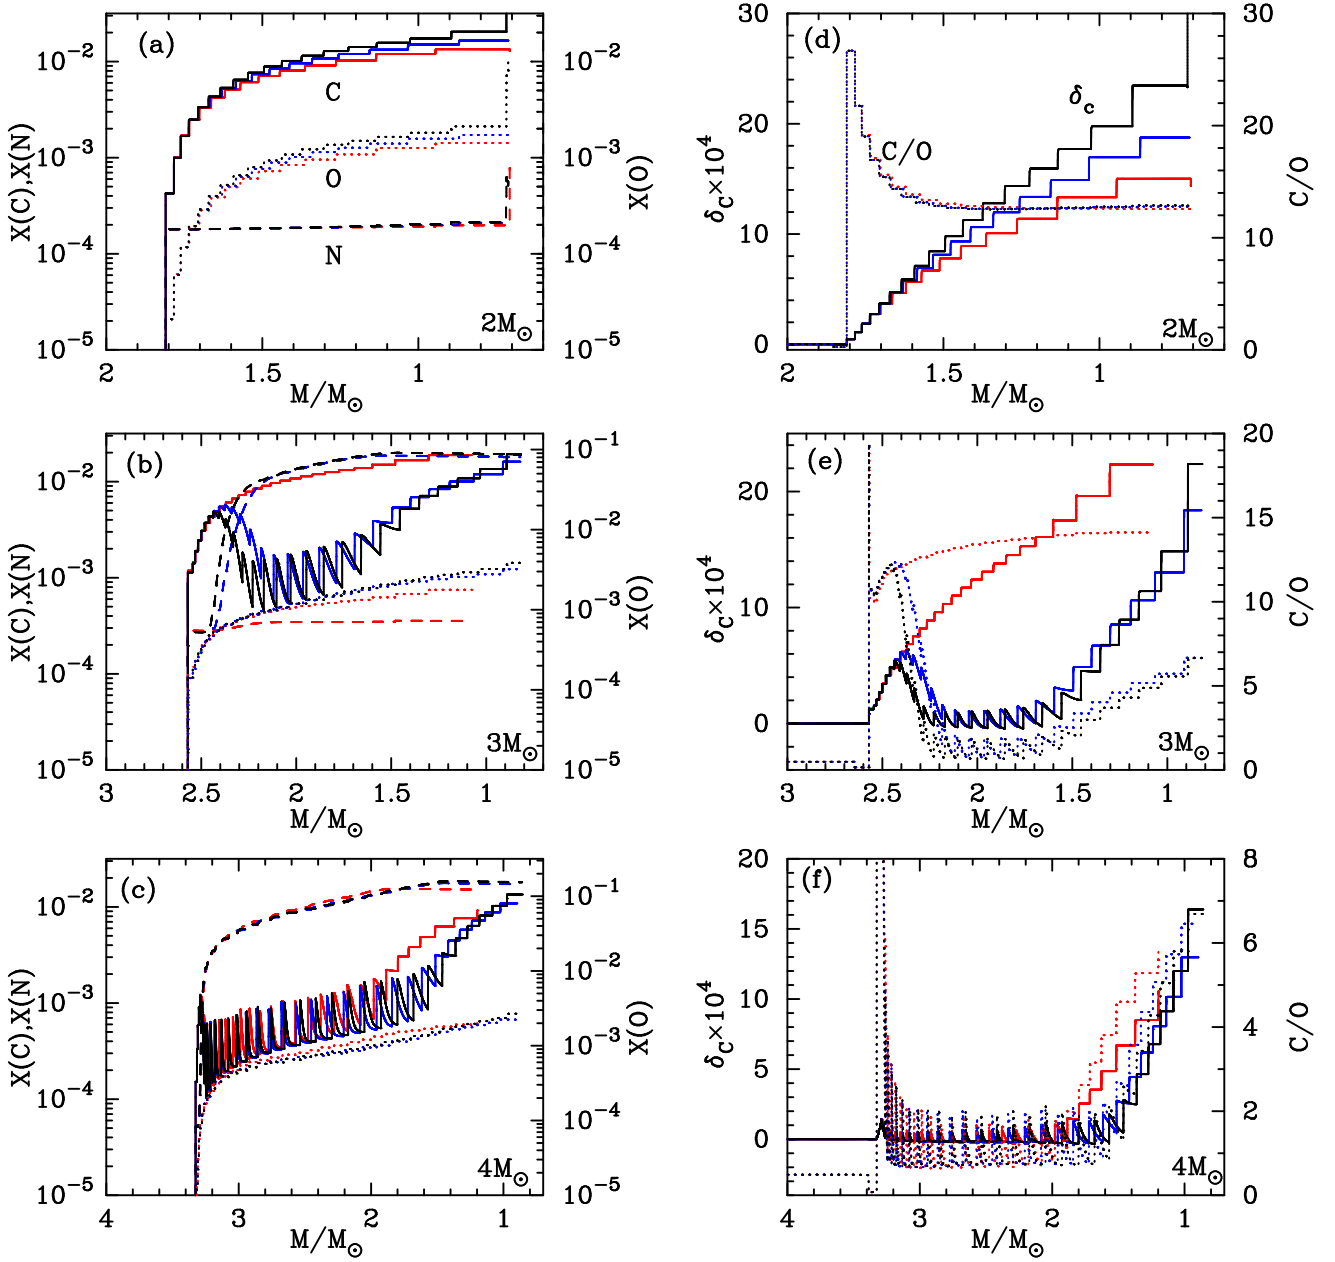 (a)
10⁻²
10⁻³
10⁻⁴
10⁻⁵
X(C),X(N)
C
O
N
2M⊙
10⁻²
10⁻³
10⁻⁴
10⁻⁵
X(O)
2
1.5
1
M/M⊙
(d)
30
20
10
0
δC×10⁴
δc
C/O
2M⊙
30
20
10
0
C/O
2
1.5
1
M/M⊙
(b)
10⁻²
10⁻³
10⁻⁴
10⁻⁵
X(C),X(N)
3M⊙
10⁻¹
10⁻²
10⁻³
10⁻⁴
10⁻⁵
X(O)
3
2.5
2
1.5
1
M/M⊙
(e)
20
10
0
δC×10⁴
3M⊙
20
15
10
5
0
C/O
3
2.5
2
1.5
1
M/M⊙
(c)
10⁻²
10⁻³
10⁻⁴
10⁻⁵
X(C),X(N)
4M⊙
10⁻¹
10⁻²
10⁻³
10⁻⁴
10⁻⁵
X(O)
4
3
2
1
M/M⊙
(f)
20
15
10
5
0
δC×10⁴
4M⊙
8
6
4
2
0
C/O
4
3
2
1
M/M⊙